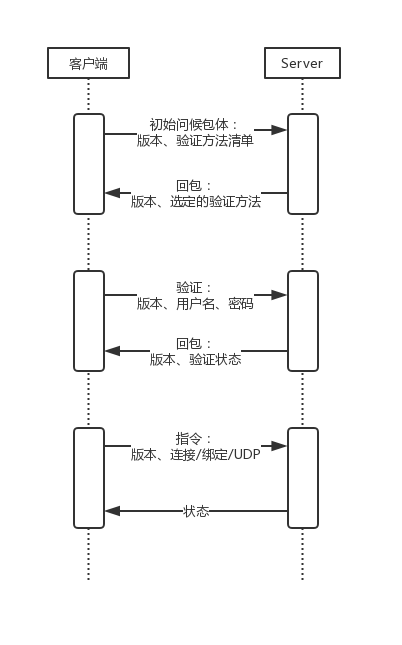 客户端
Server
初始问候包体：
版本、验证方法清单
回包：
版本、选定的验证方法
验证：
版本、用户名、密码
回包：
版本、验证状态
指令：
版本、连接/绑定/UDP
状态